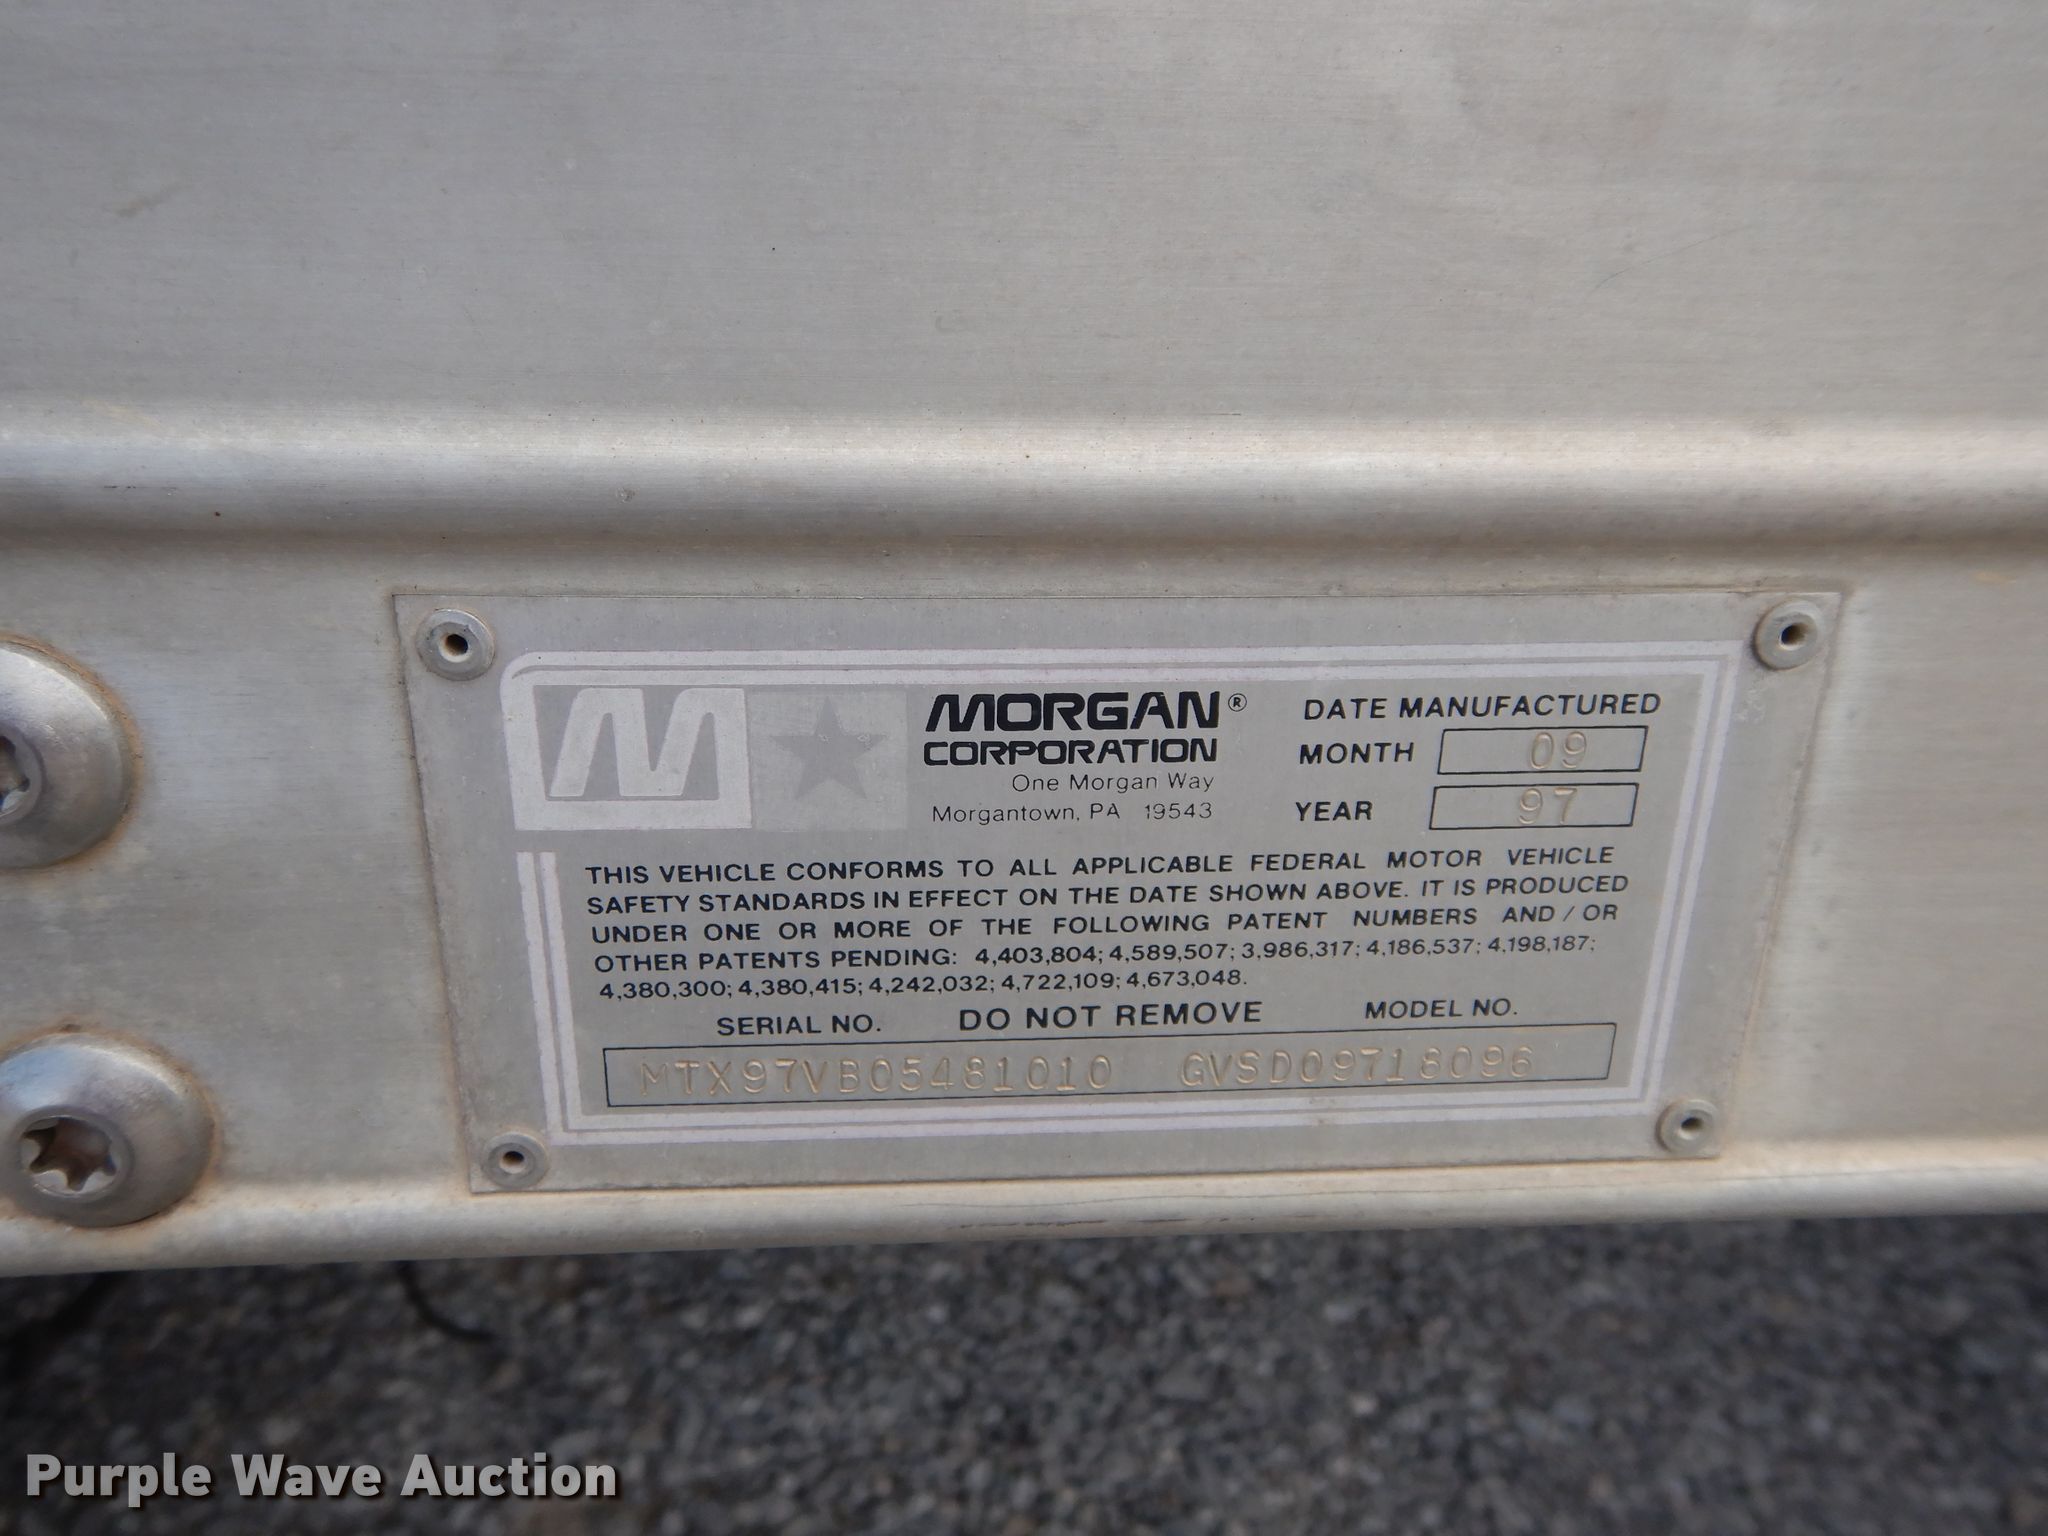 MORGAN®
CORPORATION
One Morgan Way
Morgantown, PA 19543
DATE MANUFACTURED
MONTH 09
YEAR 97
THIS VEHICLE CONFORMS TO ALL APPLICABLE FEDERAL MOTOR VEHICLE
SAFETY STANDARDS IN EFFECT ON THE DATE SHOWN ABOVE. IT IS PRODUCED
UNDER ONE OR MORE OF THE FOLLOWING PATENT NUMBERS AND/OR
OTHER PATENTS PENDING: 4,403,804; 4,589,507; 3,986,317; 4,186,537; 4,198,187;
4,380,300; 4,380,415; 4,242,032; 4,722,109; 4,673,048.
SERIAL NO. DO NOT REMOVE MODEL NO.
MTX97VB05481010 GVSD09718096
Purple Wave Auction